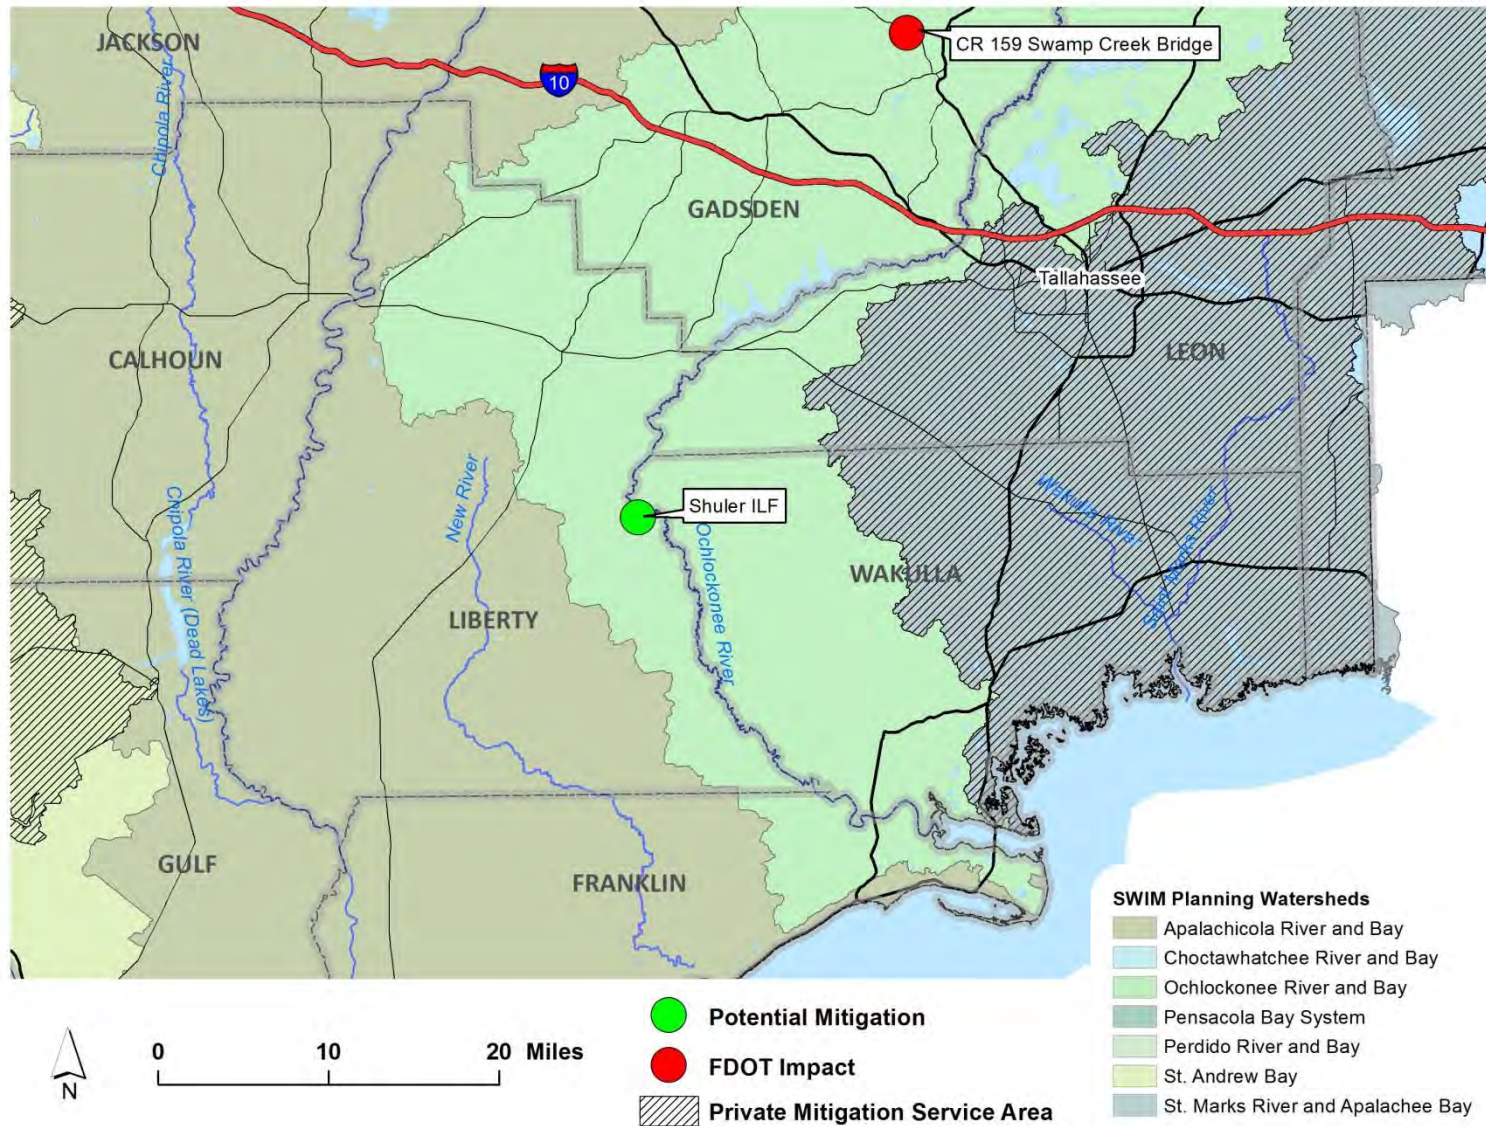 JACKSON
CR 159 Swamp Creek Bridge
10
Chipola River
GADSDEN
Tallahassee
CALHOUN
LEON
New River
Shuler ILF
Chipola River (Dead Lakes)
Ochlockonee River
Wakulla River
Saint Marks River
WAKULLA
LIBERTY
GULF
FRANKLIN
SWIM Planning Watersheds
Apalachicola River and Bay
Choctawhatchee River and Bay
Ochlockonee River and Bay
Pensacola Bay System
Perdido River and Bay
St. Andrew Bay
St. Marks River and Apalachee Bay
Potential Mitigation
FDOT Impact
Private Mitigation Service Area
0 10 20 Miles
N